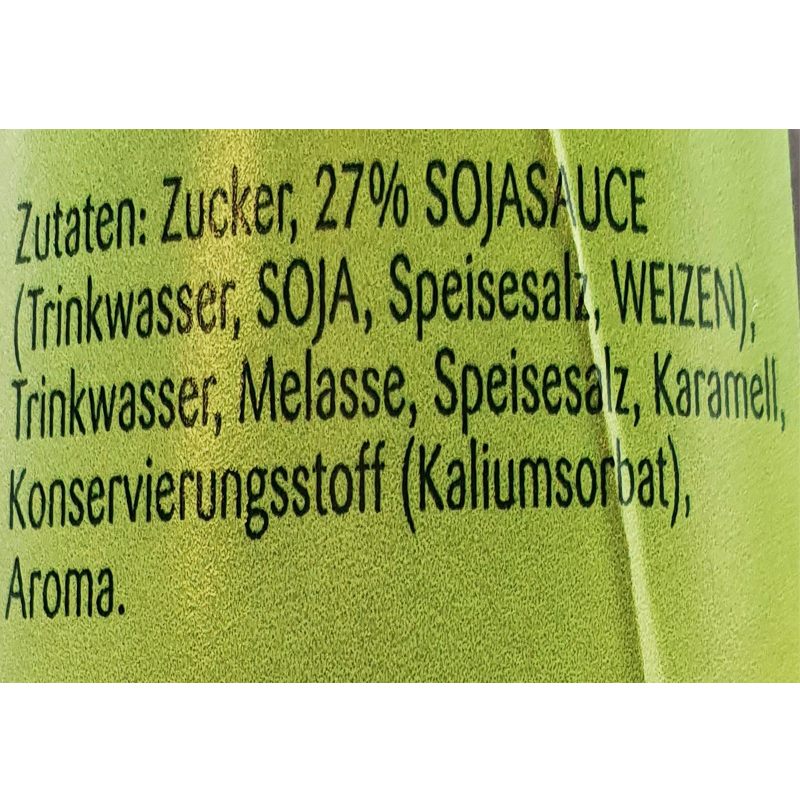 Zutaten: Zucker, 27% SOJASAUCE
(Trinkwasser, SOJA, Speisesalz, WEIZEN),
Trinkwasser, Melasse, Speisesalz, Karamell,
Konservierungsstoff (Kaliumsorbat),
Aroma.